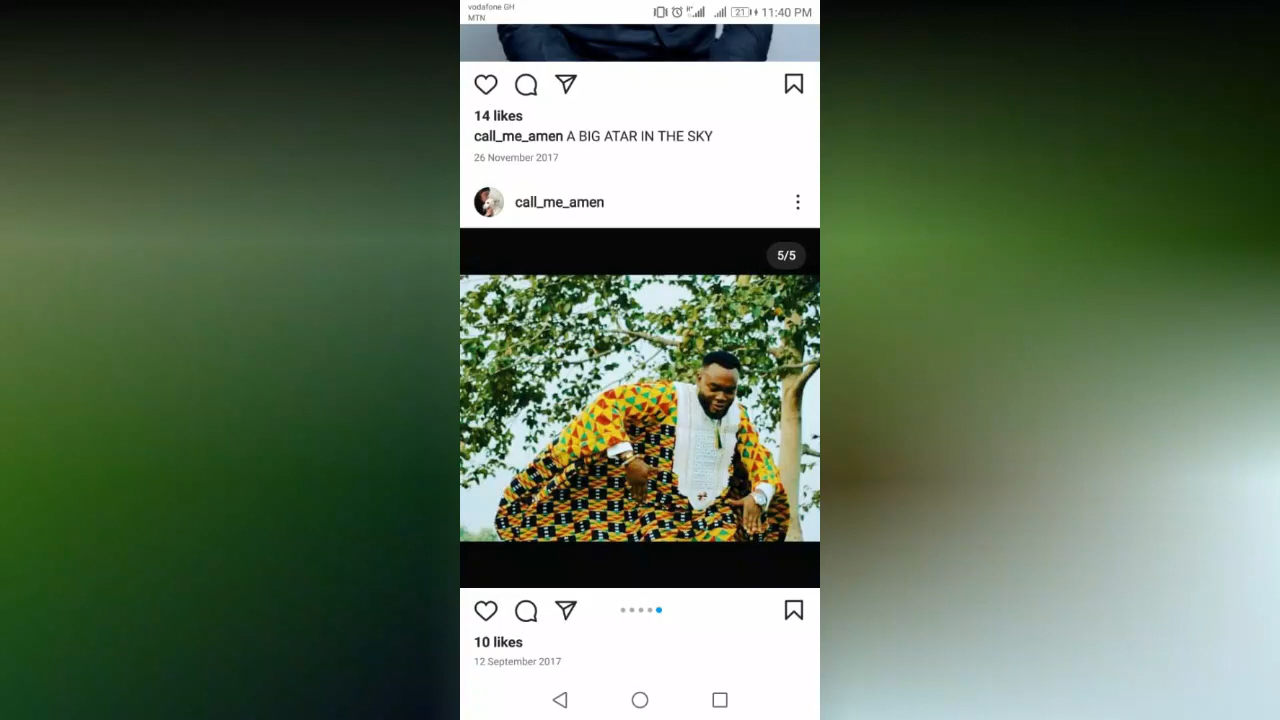 vodafone GH
MTN
21
11:40 PM
14 likes
call_me_amen A BIG ATAR IN THE SKY
26 November 2017
call_me_amen
5/5
10 likes
12 September 2017